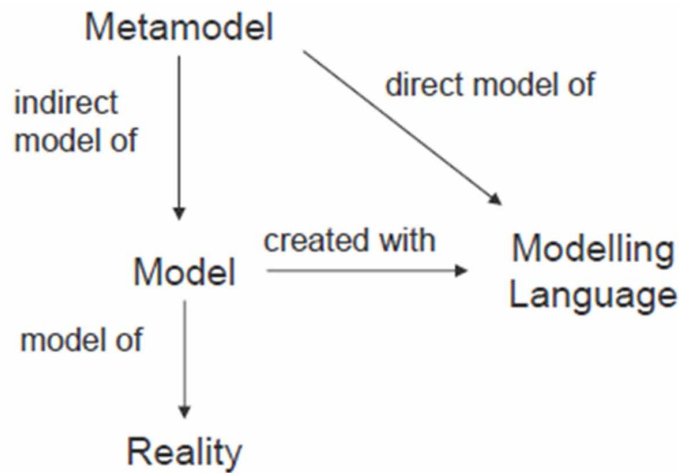 Metamodel
indirect
model of
direct model of
created with
Model
Modelling
Language
model of
Reality